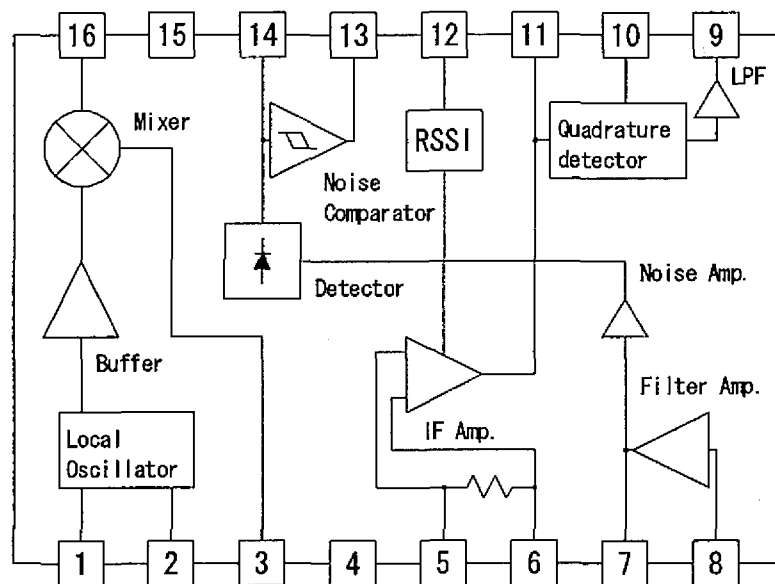 16 15 14 13 12 11 10 9
LPF
Mixer
RSSI
Quadrature
detector
Noise
Comparator
Detector
Noise Amp.
Buffer
Filter Amp.
IF Amp.
Local
Oscillator
1 2 3 4 5 6 7 8